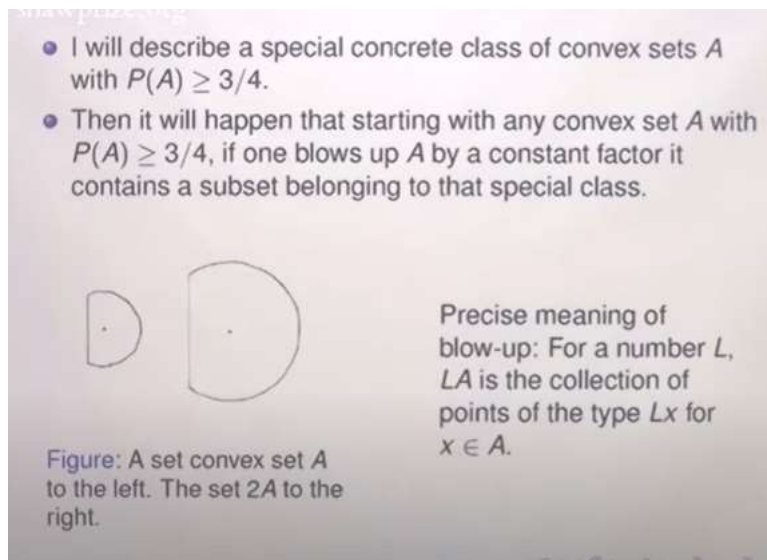 shawprize.org
• I will describe a special concrete class of convex sets A
with P(A) ≥ 3/4.
• Then it will happen that starting with any convex set A with
P(A) ≥ 3/4, if one blows up A by a constant factor it
contains a subset belonging to that special class.
Precise meaning of
blow-up: For a number L,
LA is the collection of
points of the type Lx for
x ∈ A.
Figure: A set convex set A
to the left. The set 2A to the
right.